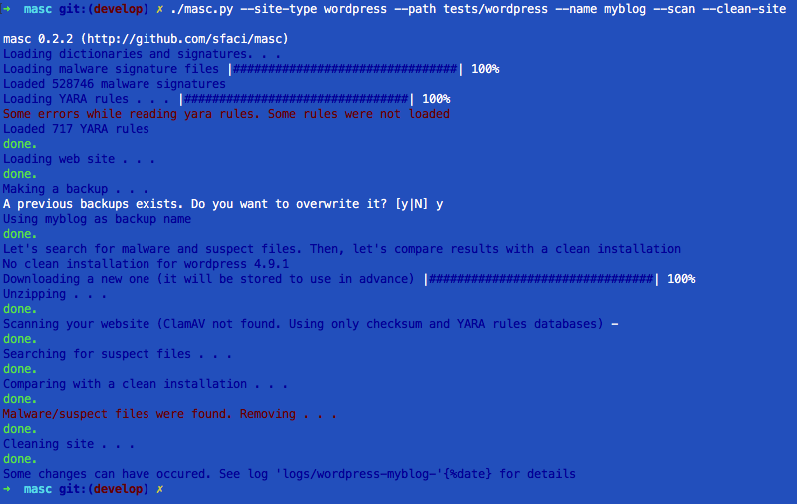 ➜ masc git:(develop) ✗ ./masc.py --site-type wordpress --path tests/wordpress --name myblog --scan --clean-site
masc 0.2.2 (http://github.com/sfaci/masc)
Loading dictionaries and signatures. . .
Loading malware signature files |################################| 100%
Loaded 528746 malware signatures
Loading YARA rules . . . |################################| 100%
Some errors while reading yara rules. Some rules were not loaded
Loaded 717 YARA rules
done.
Loading web site . . .
done.
Making a backup . . .
A previous backups exists. Do you want to overwrite it? [y|N] y
Using myblog as backup name
done.
Let's search for malware and suspect files. Then, let's compare results with a clean installation
No clean installation for wordpress 4.9.1
Downloading a new one (it will be stored to use in advance) |################################| 100%
Unzipping . . .
done.
Scanning your website (ClamAV not found. Using only checksum and YARA rules databases) -
done.
Searching for suspect files . . .
done.
Comparing with a clean installation . . .
done.
Malware/suspect files were found. Removing . . .
done.
Cleaning site . . .
done.
Some changes can have occured. See log 'logs/wordpress-myblog-'{%date} for details
➜ masc git:(develop) ✗